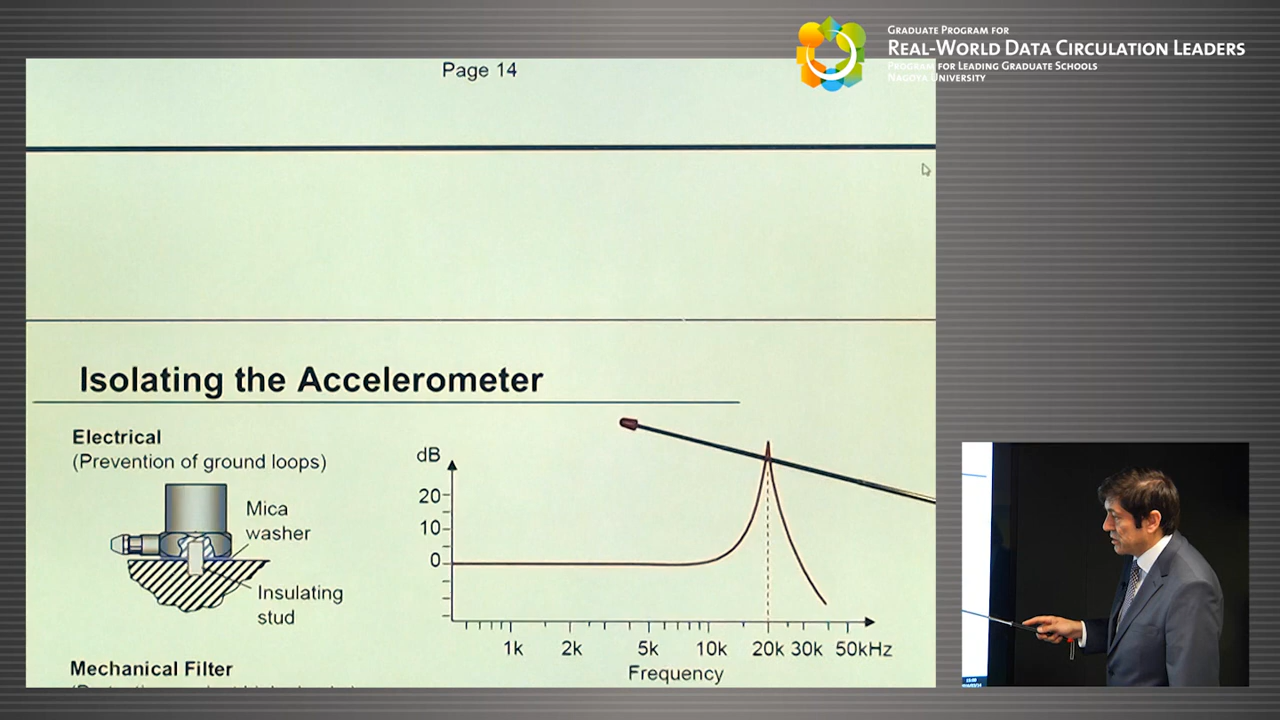 GRADUATE PROGRAM FOR
REAL-WORLD DATA CIRCULATION LEADERS
PROGRAM FOR LEADING GRADUATE SCHOOLS
NAGOYA UNIVERSITY
Page 14
Isolating the Accelerometer
Electrical
(Prevention of ground loops)
Mica
washer
Insulating
stud
dB
20
10
0
1k 2k 5k 10k 20k 30k 50kHz
Frequency
Mechanical Filter